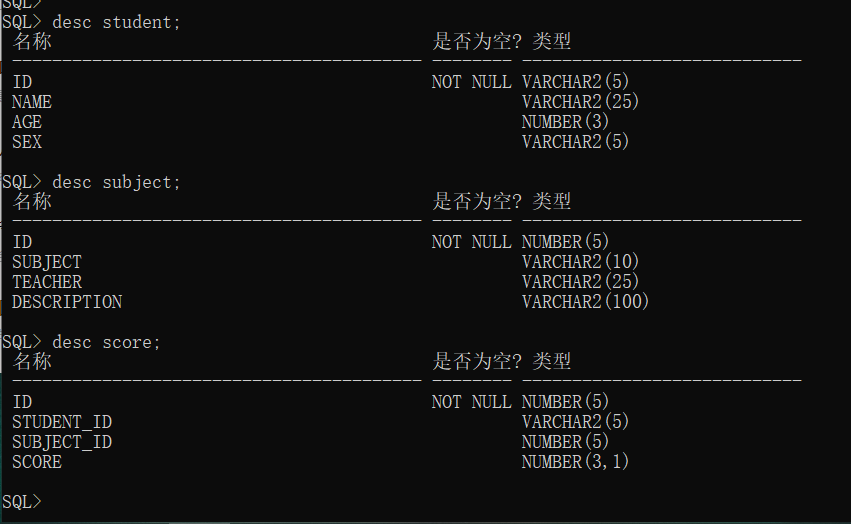 SQL>
SQL> desc student;
名称 是否为空? 类型
----------------------------------------- -------- ----------------------------
ID NOT NULL VARCHAR2(5)
NAME VARCHAR2(25)
AGE NUMBER(3)
SEX VARCHAR2(5)
SQL> desc subject;
名称 是否为空? 类型
----------------------------------------- -------- ----------------------------
ID NOT NULL NUMBER(5)
SUBJECT VARCHAR2(10)
TEACHER VARCHAR2(25)
DESCRIPTION VARCHAR2(100)
SQL> desc score;
名称 是否为空? 类型
----------------------------------------- -------- ----------------------------
ID NOT NULL NUMBER(5)
STUDENT_ID VARCHAR2(5)
SUBJECT_ID NUMBER(5)
SCORE NUMBER(3,1)
SQL>